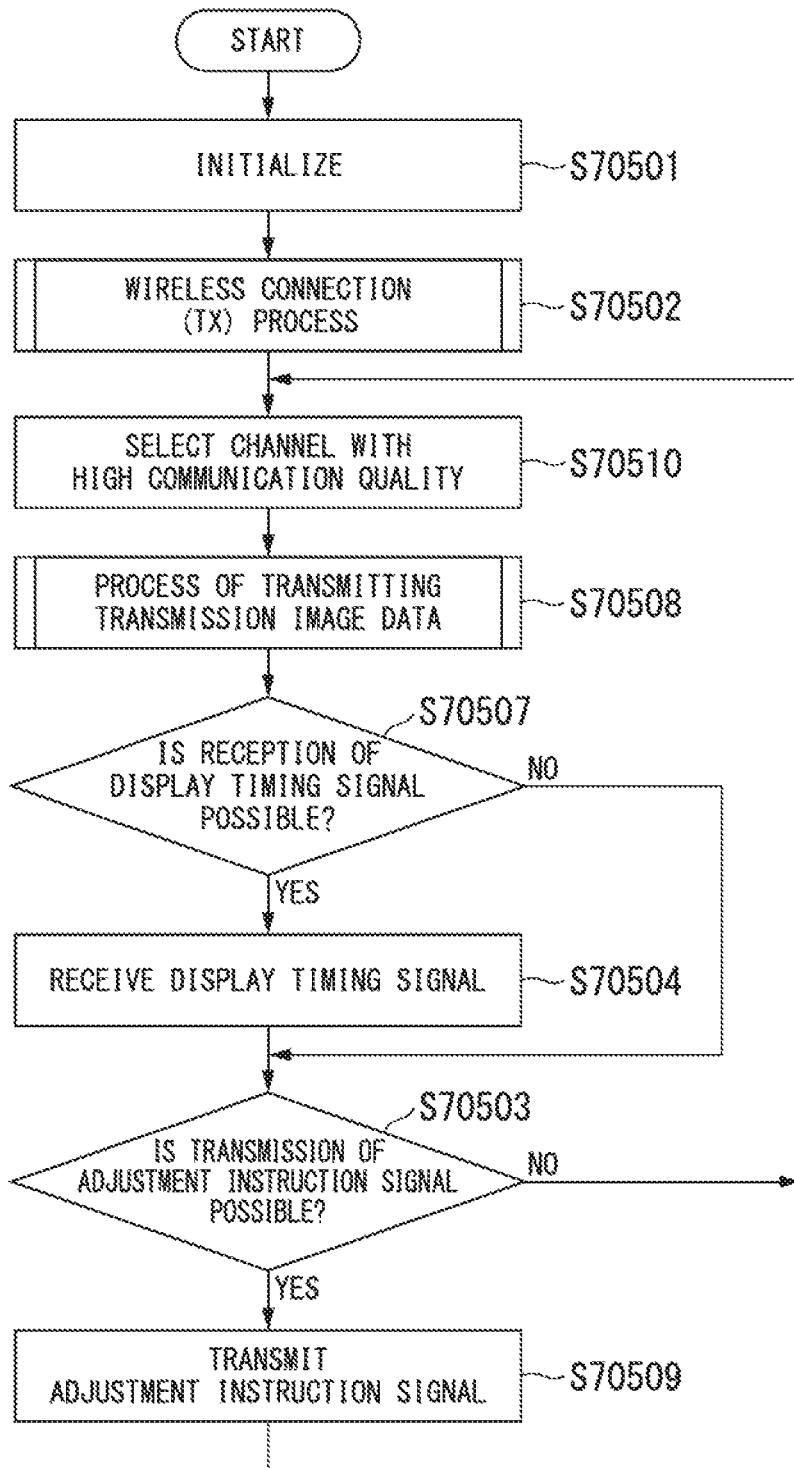 START
INITIALIZE
S70501
WIRELESS CONNECTION
(TX) PROCESS
S70502
SELECT CHANNEL WITH
HIGH COMMUNICATION QUALITY
S70510
PROCESS OF TRANSMITTING
TRANSMISSION IMAGE DATA
S70508
S70507
IS RECEPTION OF
DISPLAY TIMING SIGNAL
POSSIBLE?
NO
YES
RECEIVE DISPLAY TIMING SIGNAL
S70504
S70503
IS TRANSMISSION OF
ADJUSTMENT INSTRUCTION SIGNAL
POSSIBLE?
NO
YES
TRANSMIT
ADJUSTMENT INSTRUCTION SIGNAL
S70509